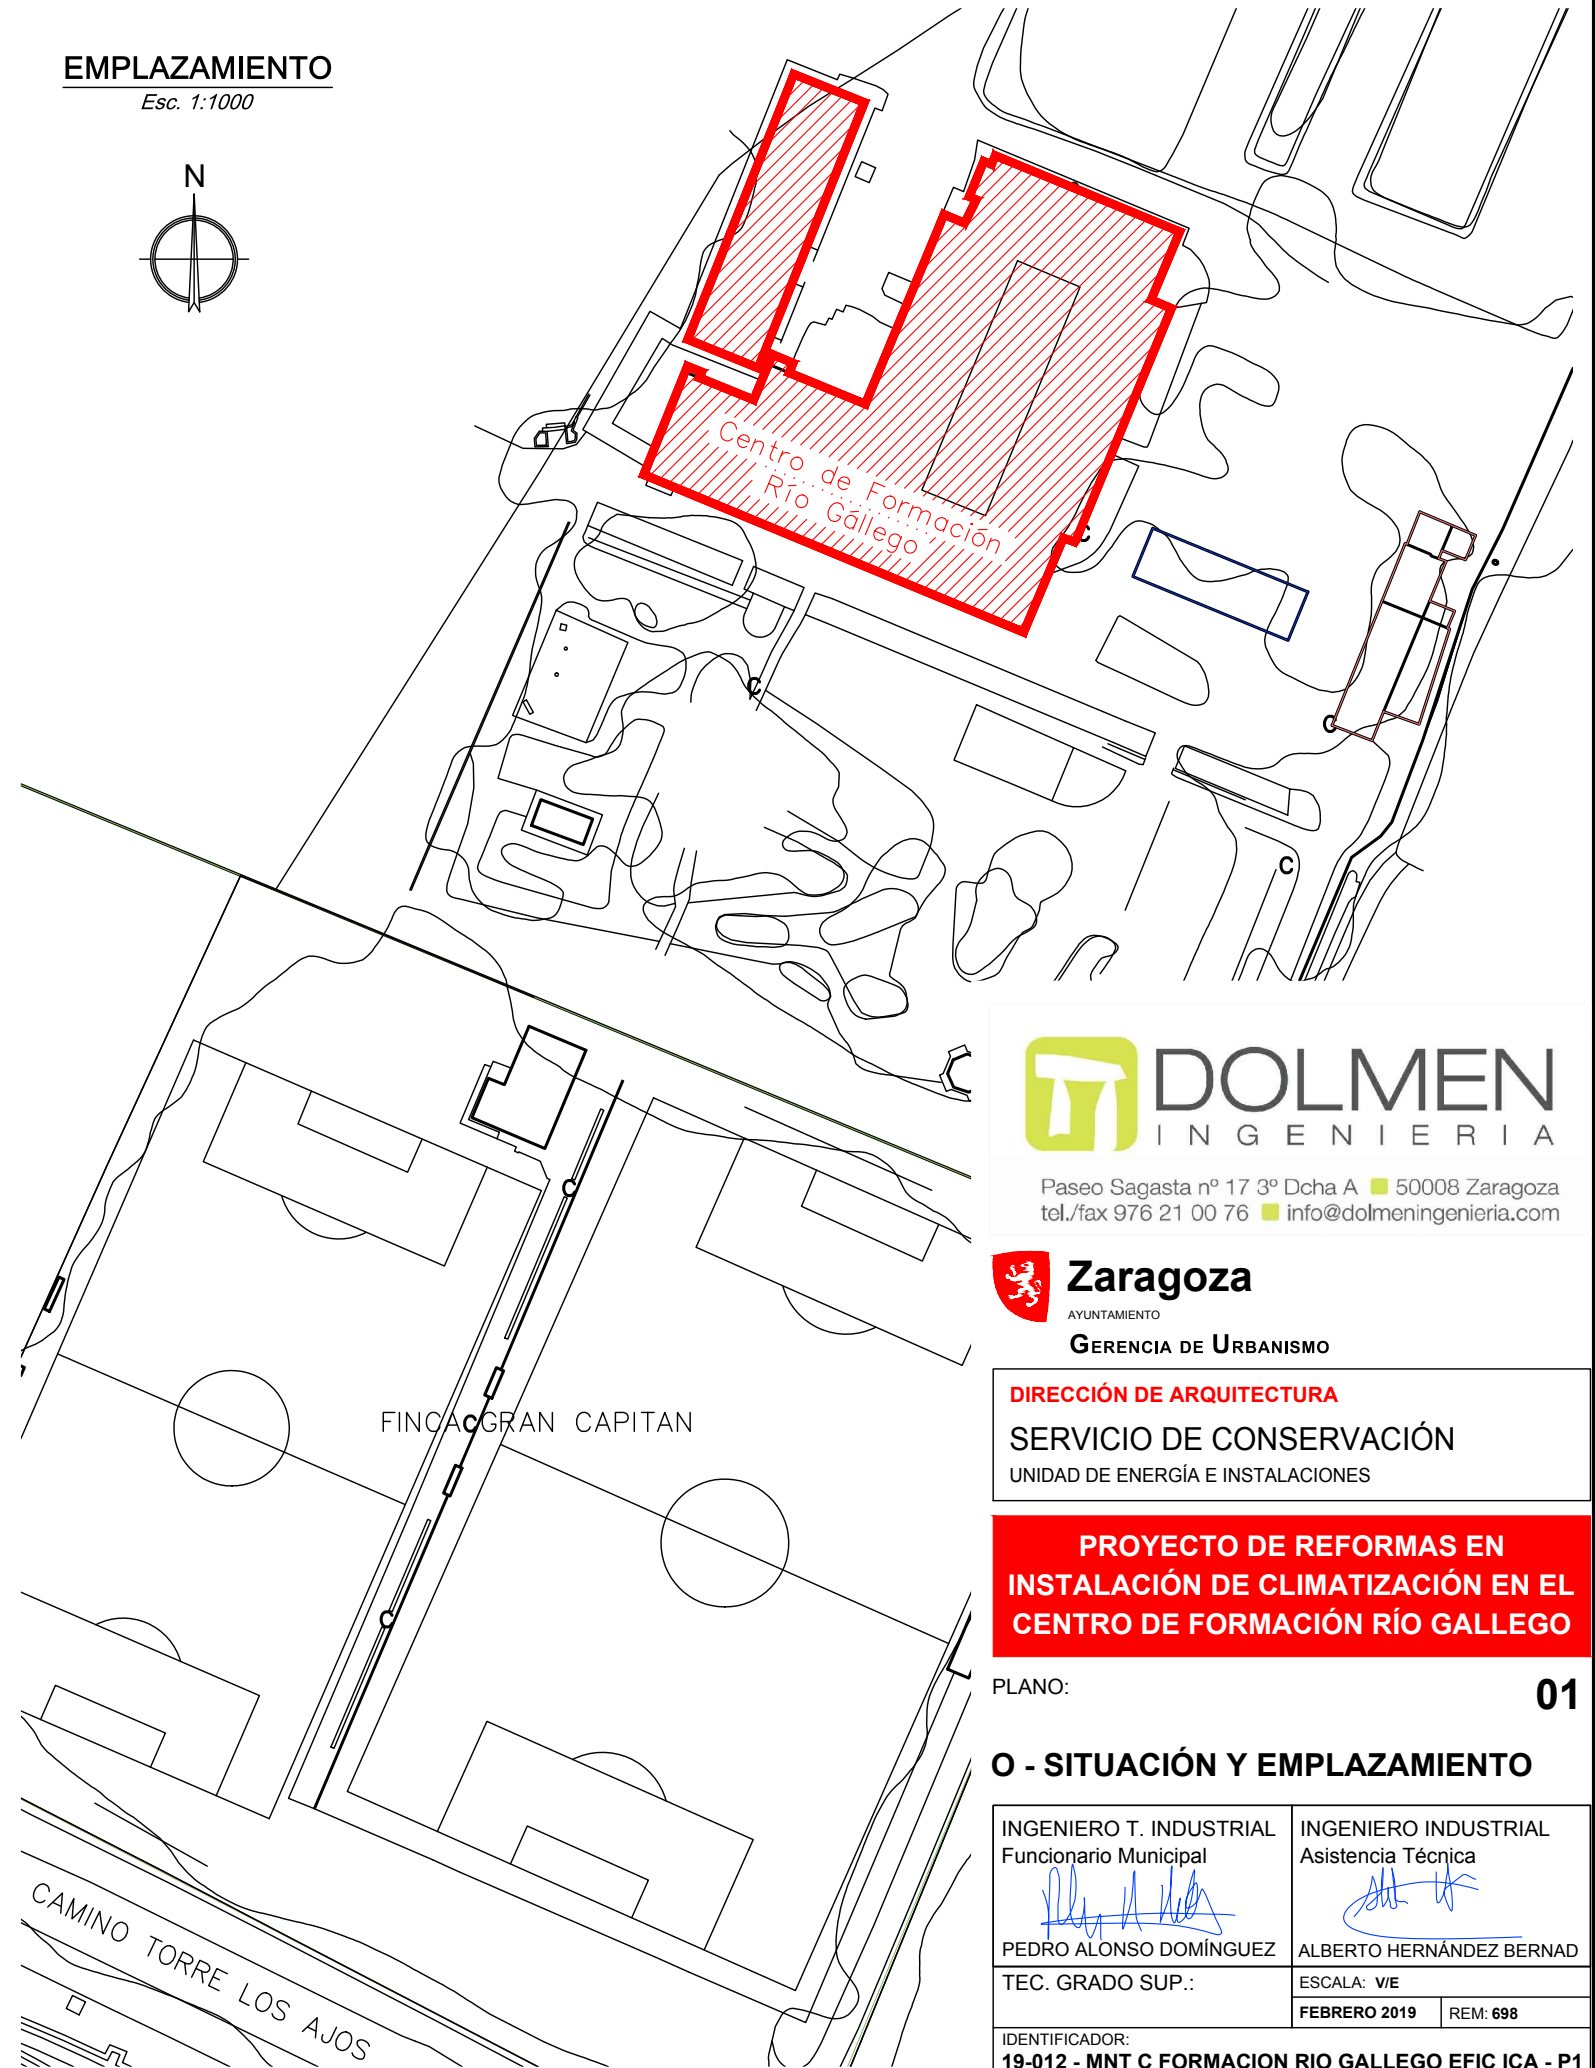 EMPLAZAMIENTO
Esc. 1:1000
N
Centro de Formación
Río Gállego
C
C
C
C
C
C
C
FINCA GRAN CAPITAN
CAMINO TORRE LOS AJOS
DOLMEN
INGENIERIA
Paseo Sagasta nº 17 3º Dcha A 50008 Zaragoza
tel./fax 976 21 00 76 info@dolmeningenieria.com
Zaragoza
AYUNTAMIENTO
GERENCIA DE URBANISMO
DIRECCIÓN DE ARQUITECTURA
SERVICIO DE CONSERVACIÓN
UNIDAD DE ENERGÍA E INSTALACIONES
PROYECTO DE REFORMAS EN
INSTALACIÓN DE CLIMATIZACIÓN EN EL
CENTRO DE FORMACIÓN RÍO GALLEGO
PLANO: 01
O - SITUACIÓN Y EMPLAZAMIENTO
INGENIERO T. INDUSTRIAL
Funcionario Municipal
PEDRO ALONSO DOMÍNGUEZ
INGENIERO INDUSTRIAL
Asistencia Técnica
ALBERTO HERNÁNDEZ BERNAD
TEC. GRADO SUP.:
ESCALA: V/E
FEBRERO 2019 REM: 698
IDENTIFICADOR:
19-012 - MNT C FORMACION RIO GALLEGO EFIC ICA - P1